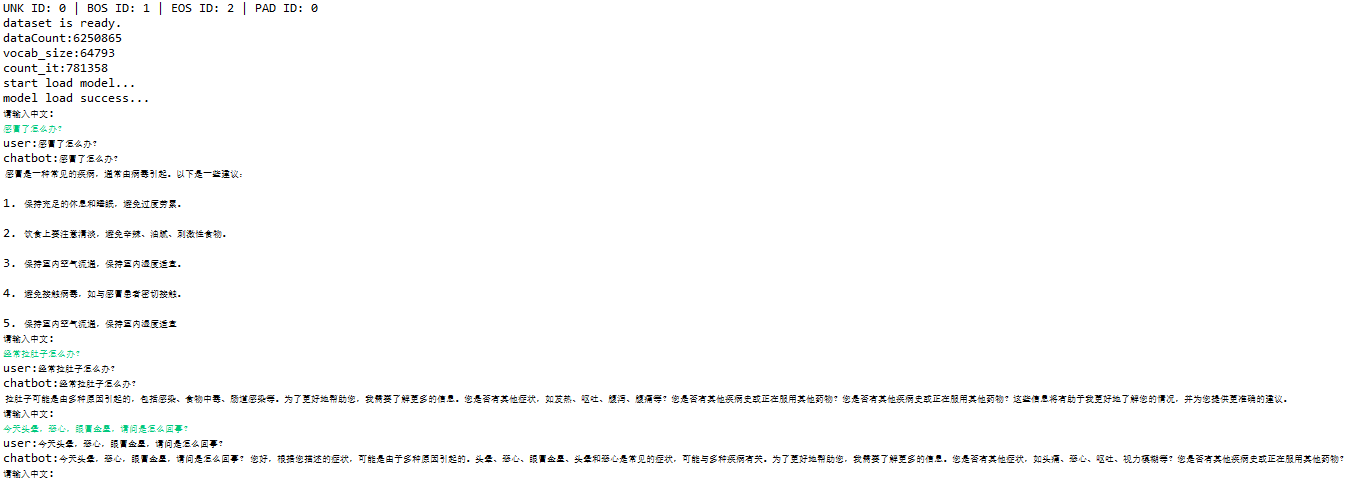 UNK ID: 0 | BOS ID: 1 | EOS ID: 2 | PAD ID: 0
dataset is ready.
dataCount:6250865
vocab_size:64793
count_it:781358
start load model...
model load success...
请输入中文:
感冒了怎么办?
user:感冒了怎么办?
chatbot:感冒了怎么办?
感冒是一种常见的疾病，通常由病毒引起。以下是一些建议:
1. 保持充足的休息和睡眠，避免过度劳累。
2. 饮食上要注意清淡，避免辛辣、油腻、刺激性食物。
3. 保持室内空气流通，保持室内湿度适宜。
4. 避免接触病毒，如与感冒患者密切接触。
5. 保持室内空气流通，保持室内湿度适宜
请输入中文:
经常拉肚子怎么办?
user:经常拉肚子怎么办?
chatbot:经常拉肚子怎么办?
拉肚子可能是由多种原因引起的，包括感染、食物中毒、肠道感染等。为了更好地帮助您，我需要了解更多的信息。您是否有其他症状，如发热、呕吐、腹泻、腹痛等? 您是否有其他疾病史或正在服用其他药物? 您是否有其他疾病史或正在服用其他药物? 这些信息将有助于我更好地了解您的情况，并为您提供更准确的建议。
请输入中文:
今天头晕，恶心，眼冒金星，请问是怎么回事?
user:今天头晕，恶心，眼冒金星，请问是怎么回事?
chatbot:今天头晕，恶心，眼冒金星，请问是怎么回事? 您好，根据您描述的症状，可能是由于多种原因引起的。头晕、恶心、眼冒金星、头晕和恶心是常见的症状，可能与多种疾病有关。为了更好地帮助您，我需要了解更多的信息。您是否有其他症状，如头痛、恶心、呕吐、视力模糊等? 您是否有其他疾病史或正在服用其他药物?
请输入中文: